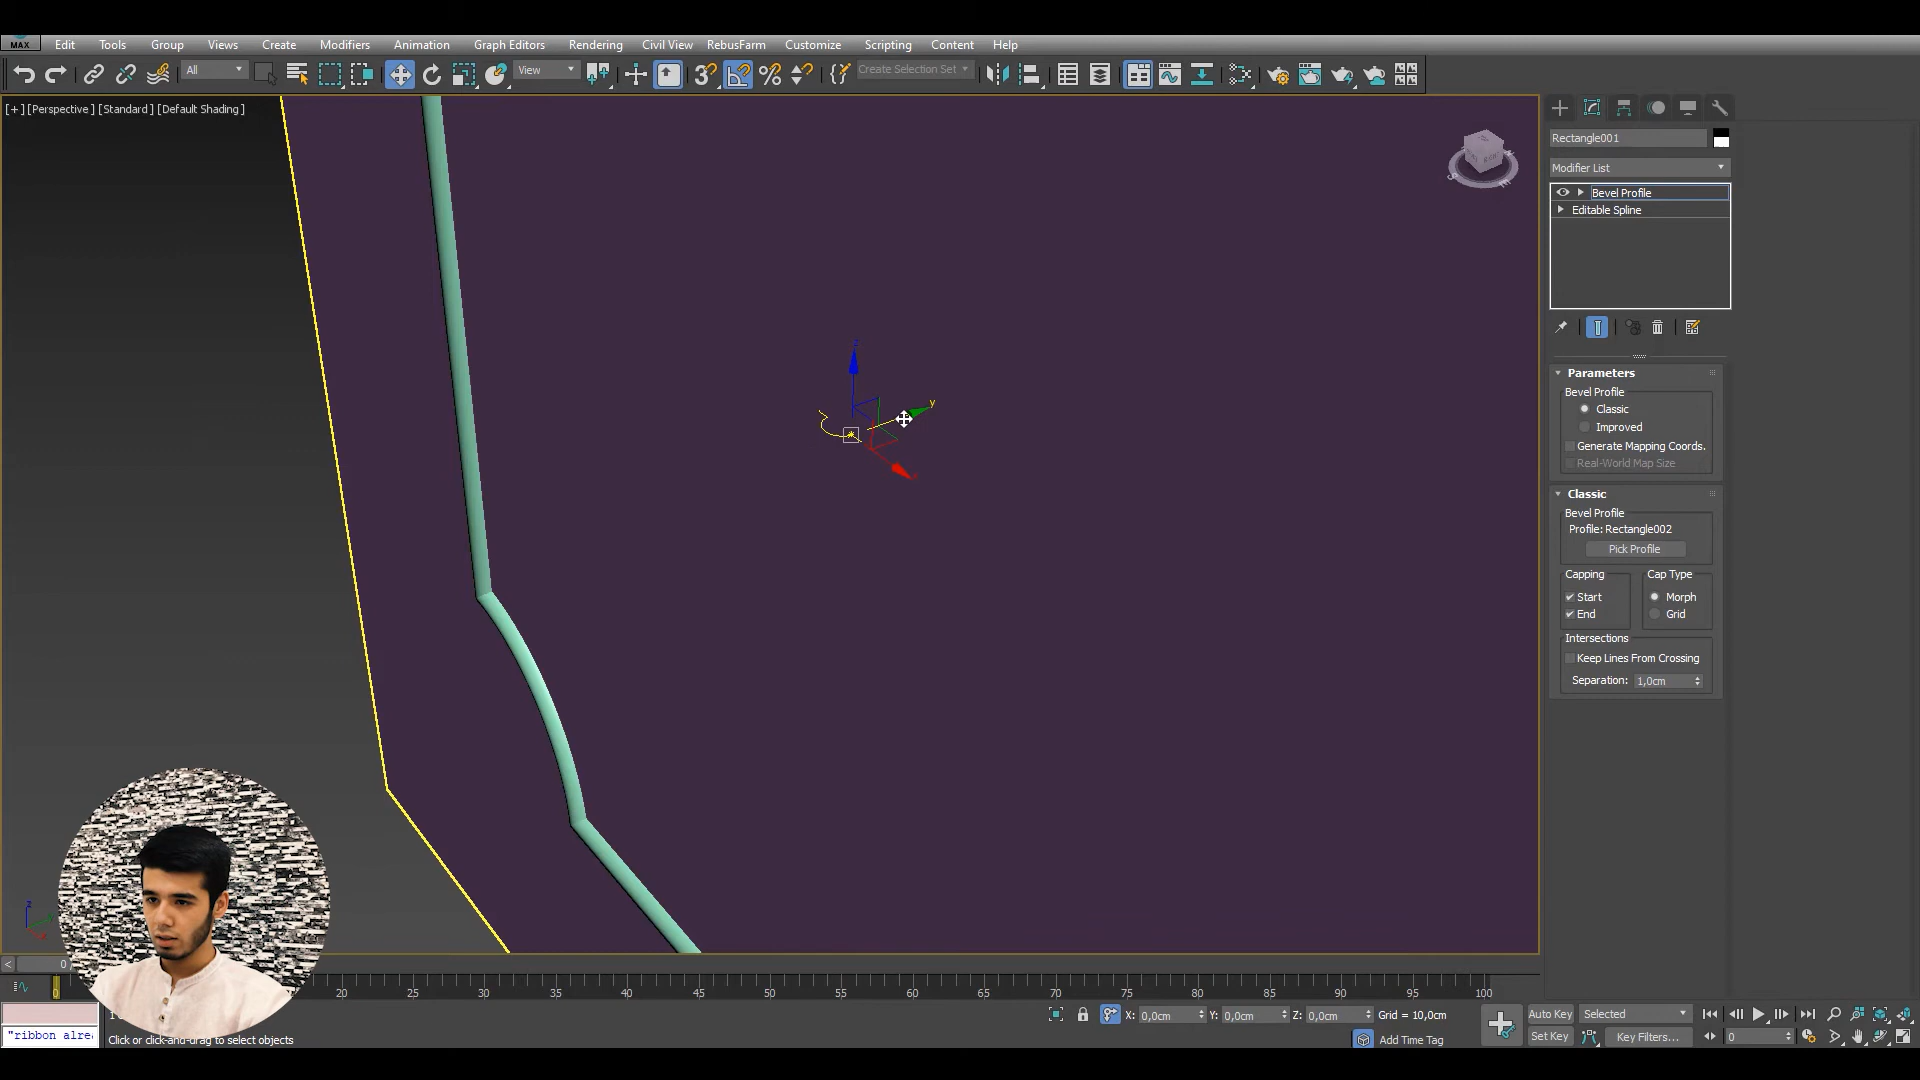 MAX Edit Tools Group Views Create Modifiers Animation Graph Editors Rendering Civil View RebusFarm Customize Scripting Content Help
All View Create Selection Set
[+] [Perspective] [Standard] [Default Shading]
Rectangle001
Modifier List
Bevel Profile
Editable Spline
z
y
Parameters
Bevel Profile
Classic
Improved
Generate Mapping Coords.
Real-World Map Size
Classic
Bevel Profile
Profile: Rectangle002
Pick Profile
Capping Cap Type
Start Morph
End Grid
Intersections
Keep Lines From Crossing
Separation: 1,0cm
< 0
0 20 25 30 35 40 45 50 55 60 65 70 75 80 85 90 95 100
X: 0,0cm Y: 0,0cm Z: 0,0cm Grid = 10,0cm Auto Key Selected
"ribbon alre Click or click-and-drag to select objects Add Time Tag Set Key Key Filters... 0